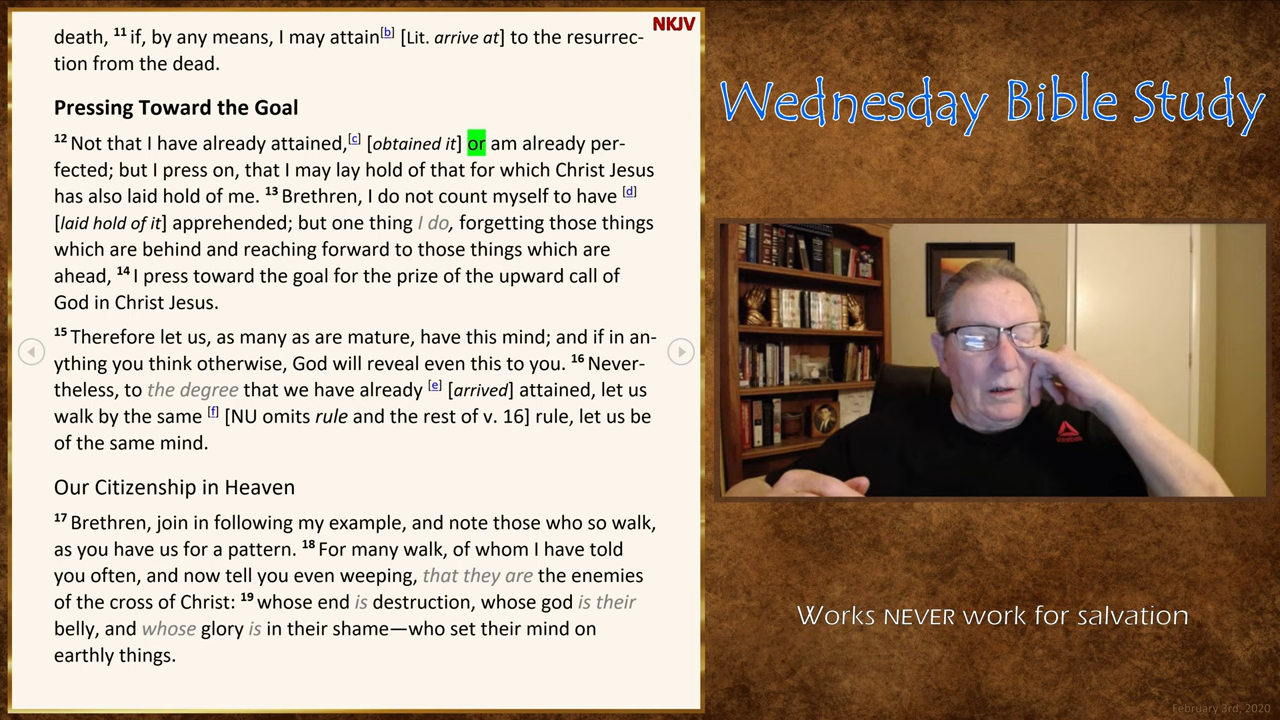 NKJV
death, 11 if, by any means, I may attain[b] [Lit. arrive at] to the resurrec-
tion from the dead.
Pressing Toward the Goal
12 Not that I have already attained,[c] [obtained it] or am already per-
fected; but I press on, that I may lay hold of that for which Christ Jesus
has also laid hold of me. 13 Brethren, I do not count myself to have [d]
[laid hold of it] apprehended; but one thing I do, forgetting those things
which are behind and reaching forward to those things which are
ahead, 14 I press toward the goal for the prize of the upward call of
God in Christ Jesus.
15 Therefore let us, as many as are mature, have this mind; and if in an-
ything you think otherwise, God will reveal even this to you. 16 Never-
theless, to the degree that we have already [e] [arrived] attained, let us
walk by the same [f] [NU omits rule and the rest of v. 16] rule, let us be
of the same mind.
Our Citizenship in Heaven
17 Brethren, join in following my example, and note those who so walk,
as you have us for a pattern. 18 For many walk, of whom I have told
you often, and now tell you even weeping, that they are the enemies
of the cross of Christ: 19 whose end is destruction, whose god is their
belly, and whose glory is in their shame—who set their mind on
earthly things.
Wednesday Bible Study
Reebok
Works NEVER work for salvation
February 3rd, 2020